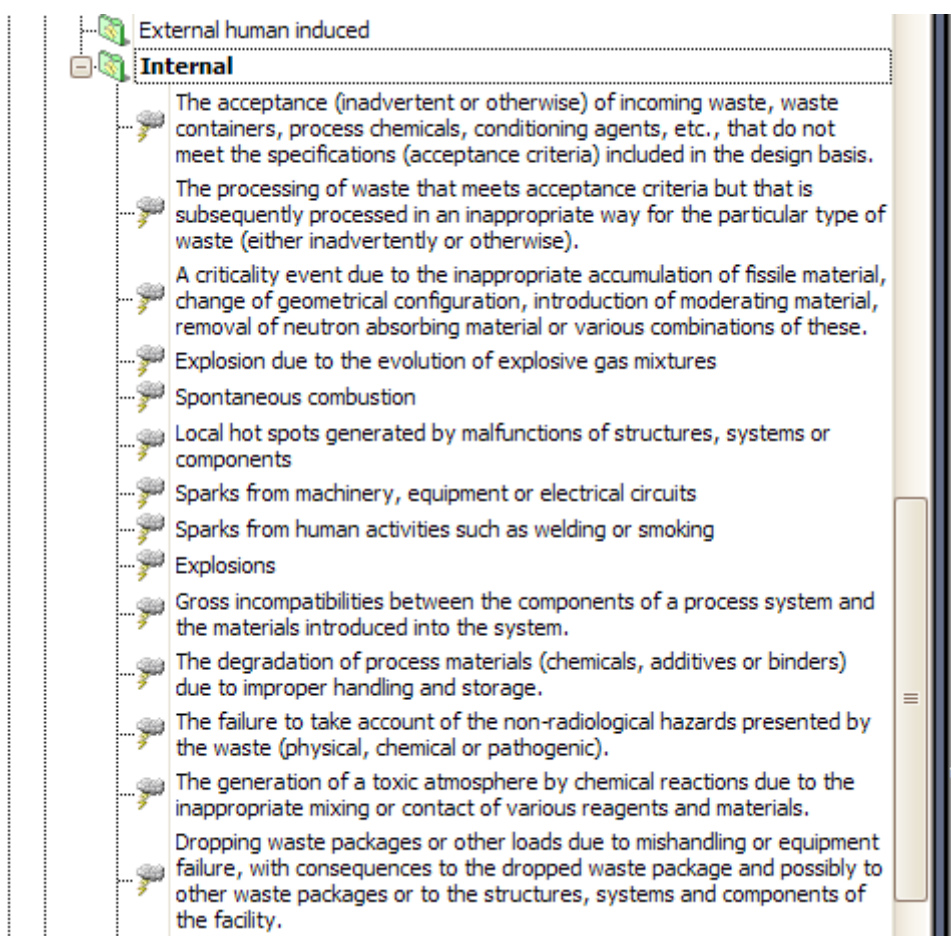 External human induced
Internal
The acceptance (inadvertent or otherwise) of incoming waste, waste
containers, process chemicals, conditioning agents, etc., that do not
meet the specifications (acceptance criteria) included in the design basis.
The processing of waste that meets acceptance criteria but that is
subsequently processed in an inappropriate way for the particular type of
waste (either inadvertently or otherwise).
A criticality event due to the inappropriate accumulation of fissile material,
change of geometrical configuration, introduction of moderating material,
removal of neutron absorbing material or various combinations of these.
Explosion due to the evolution of explosive gas mixtures
Spontaneous combustion
Local hot spots generated by malfunctions of structures, systems or
components
Sparks from machinery, equipment or electrical circuits
Sparks from human activities such as welding or smoking
Explosions
Gross incompatibilities between the components of a process system and
the materials introduced into the system.
The degradation of process materials (chemicals, additives or binders)
due to improper handling and storage.
The failure to take account of the non-radiological hazards presented by
the waste (physical, chemical or pathogenic).
The generation of a toxic atmosphere by chemical reactions due to the
inappropriate mixing or contact of various reagents and materials.
Dropping waste packages or other loads due to mishandling or equipment
failure, with consequences to the dropped waste package and possibly to
other waste packages or to the structures, systems and components of
the facility.